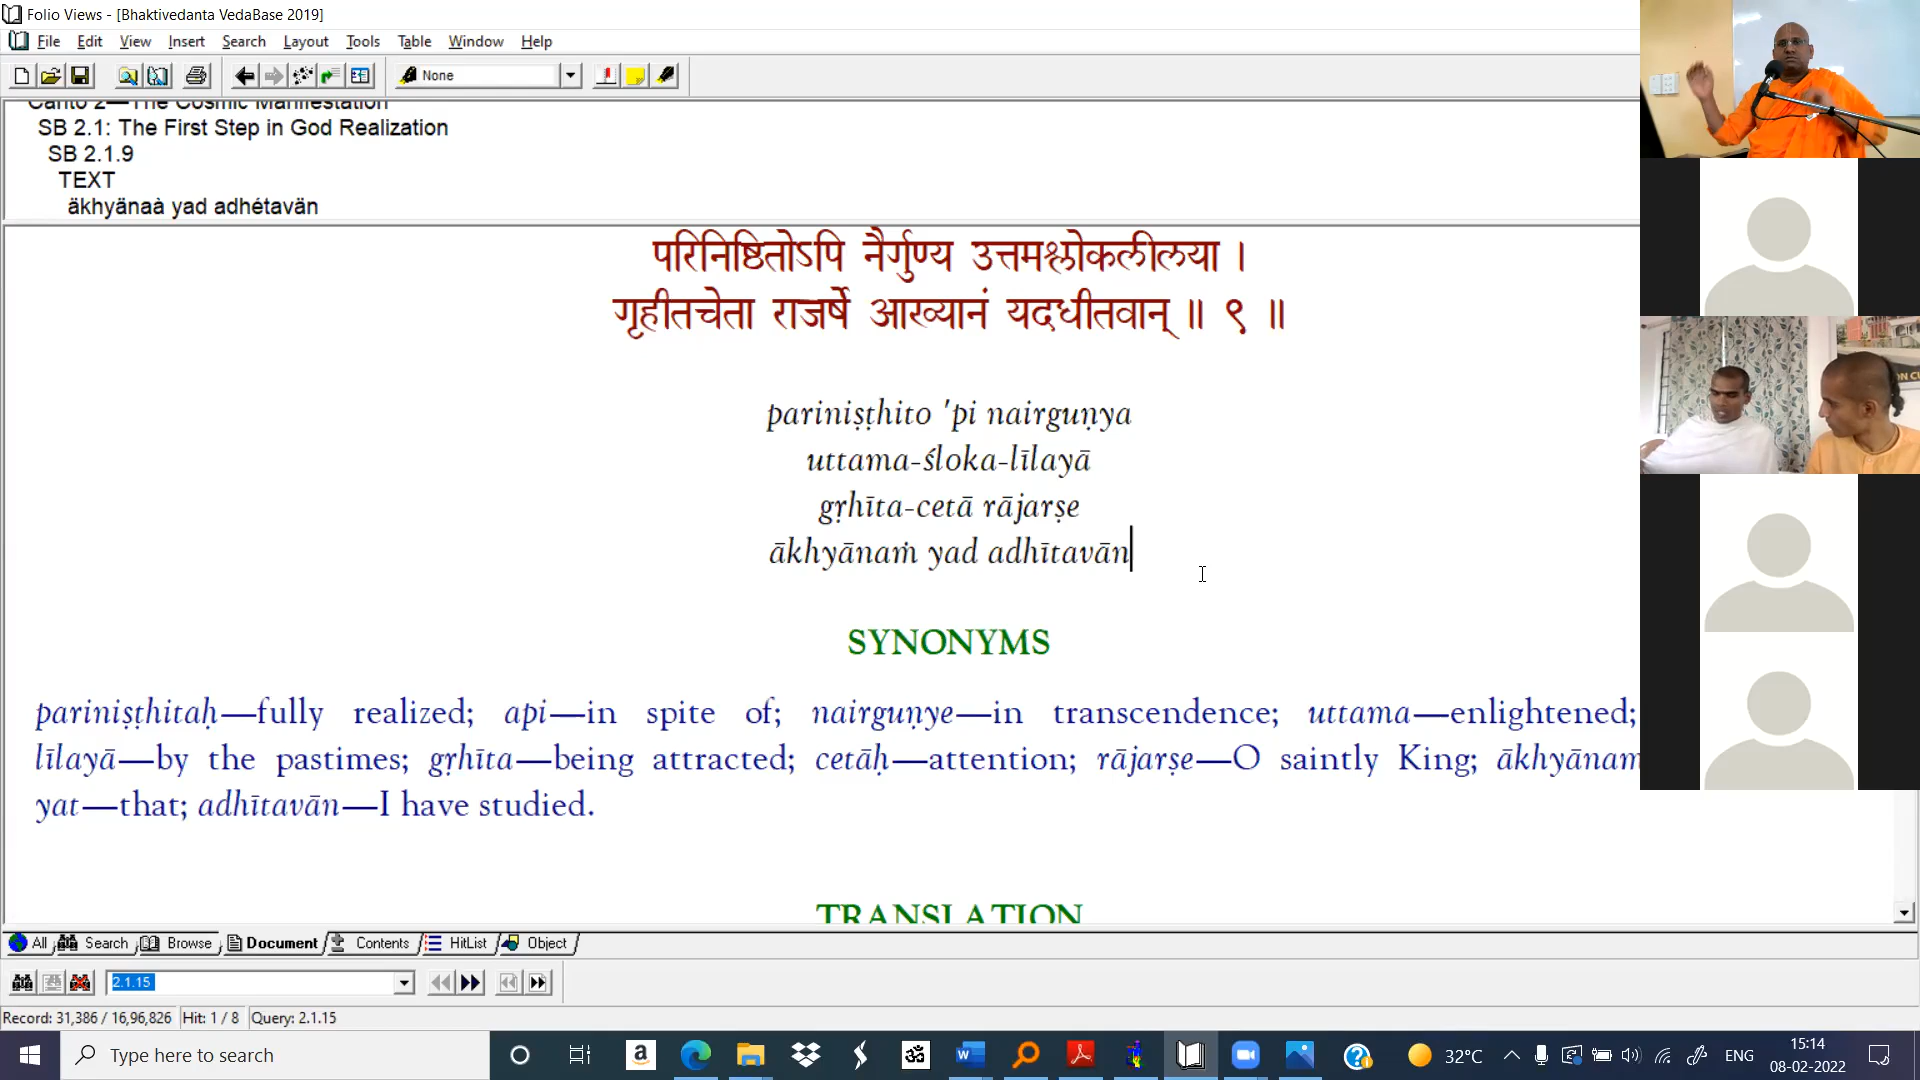 Folio Views - [Bhaktivedanta VedaBase 2019]
File Edit View Insert Search Layout Tools Table Window Help
None
Canto 2—The Cosmic Manifestation
SB 2.1: The First Step in God Realization
SB 2.1.9
TEXT
äkhyänaà yad adhétavän
परिनिष्ठितोऽपि नैर्गुण्य उत्तमश्लोकलीलया ।
गृहीतचेता राजर्षे आख्यानं यदधीतवान् ॥ ९ ॥
pariniṣṭhito 'pi nairguṇya
uttama-śloka-līlayā
gṛhīta-cetā rājarṣe
ākhyānaṁ yad adhītavān
SYNONYMS
pariniṣṭhitaḥ—fully realized; api—in spite of; nairguṇye—in transcendence; uttama—enlightened;
līlayā—by the pastimes; gṛhīta—being attracted; cetāḥ—attention; rājarṣe—O saintly King; ākhyānam
yat—that; adhītavān—I have studied.
TRANSLATION
All Search Browse Document Contents HitList Object
2.1.15
Record: 31,386 / 16,96,826 Hit: 1 / 8 Query: 2.1.15
Type here to search
32°C ENG
15:14
08-02-2022